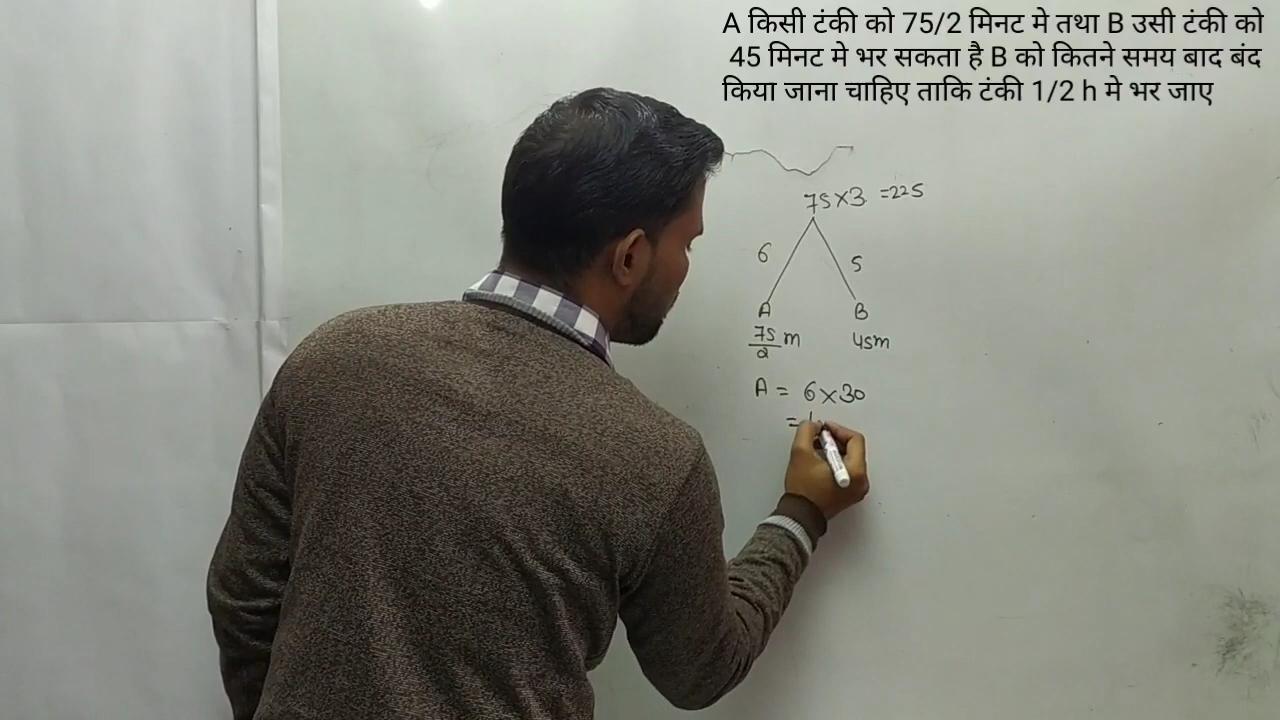 A किसी टंकी को 75/2 मिनट मे तथा B उसी टंकी को
45 मिनट मे भर सकता है B को कितने समय बाद बंद
किया जाना चाहिए ताकि टंकी 1/2 h मे भर जाए
75×3 =225
6 5
A B
75/2 m 45m
A = 6×30
=